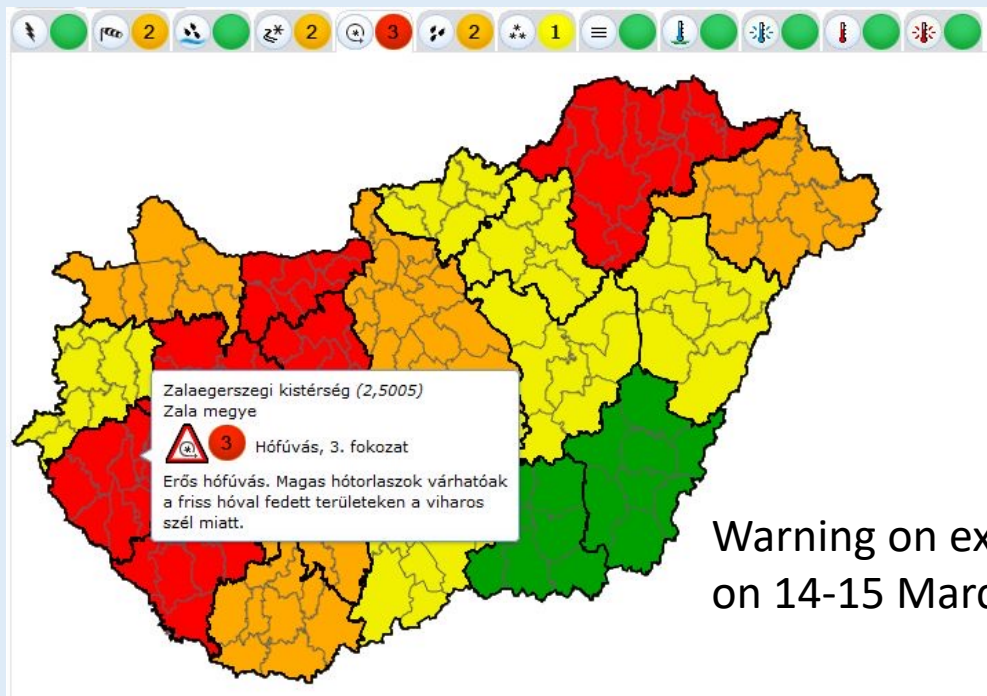 2 2 3 2 1
Zalaegerszegi kistérség (2,5005)
Zala megye
3 Hófúvás, 3. fokozat
Erős hófúvás. Magas hótorlaszok várhatóak
a friss hóval fedett területeken a viharos
szél miatt.
Warning on ex
on 14-15 Marc